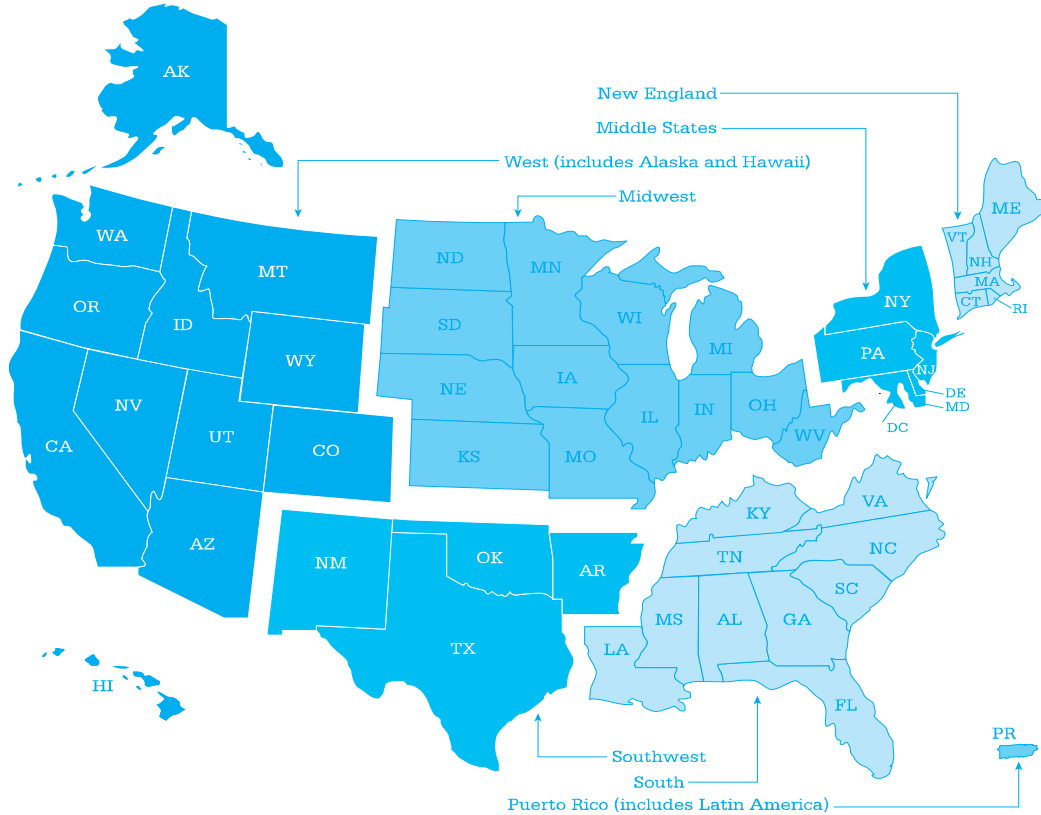 AK
New England
Middle States
West (includes Alaska and Hawaii)
Midwest
ME
WA
VT
ND
MN
NH
MT
MA
NY
CT
RI
OR
ID
SD
WI
MI
PA
WY
NJ
IA
NE
DE
NV
MD
OH
IL
IN
DC
UT
WV
CA
CO
KS
MO
VA
KY
AZ
NC
TN
OK
NM
AR
SC
MS
AL
GA
TX
LA
HI
FL
PR
Southwest
South
Puerto Rico (includes Latin America)